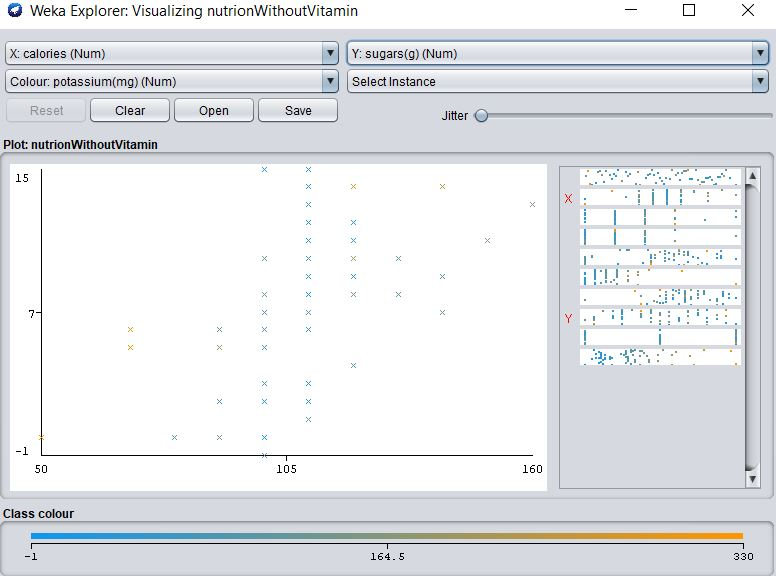 Weka Explorer: Visualizing nutrionWithoutVitamin
X: calories (Num)
Y: sugars(g) (Num)
Colour: potassium(mg) (Num)
Select Instance
Reset
Clear
Open
Save
Jitter
Plot: nutrionWithoutVitamin
15
7
-1
50
105
160
X
Y
Class colour
-1
164.5
330